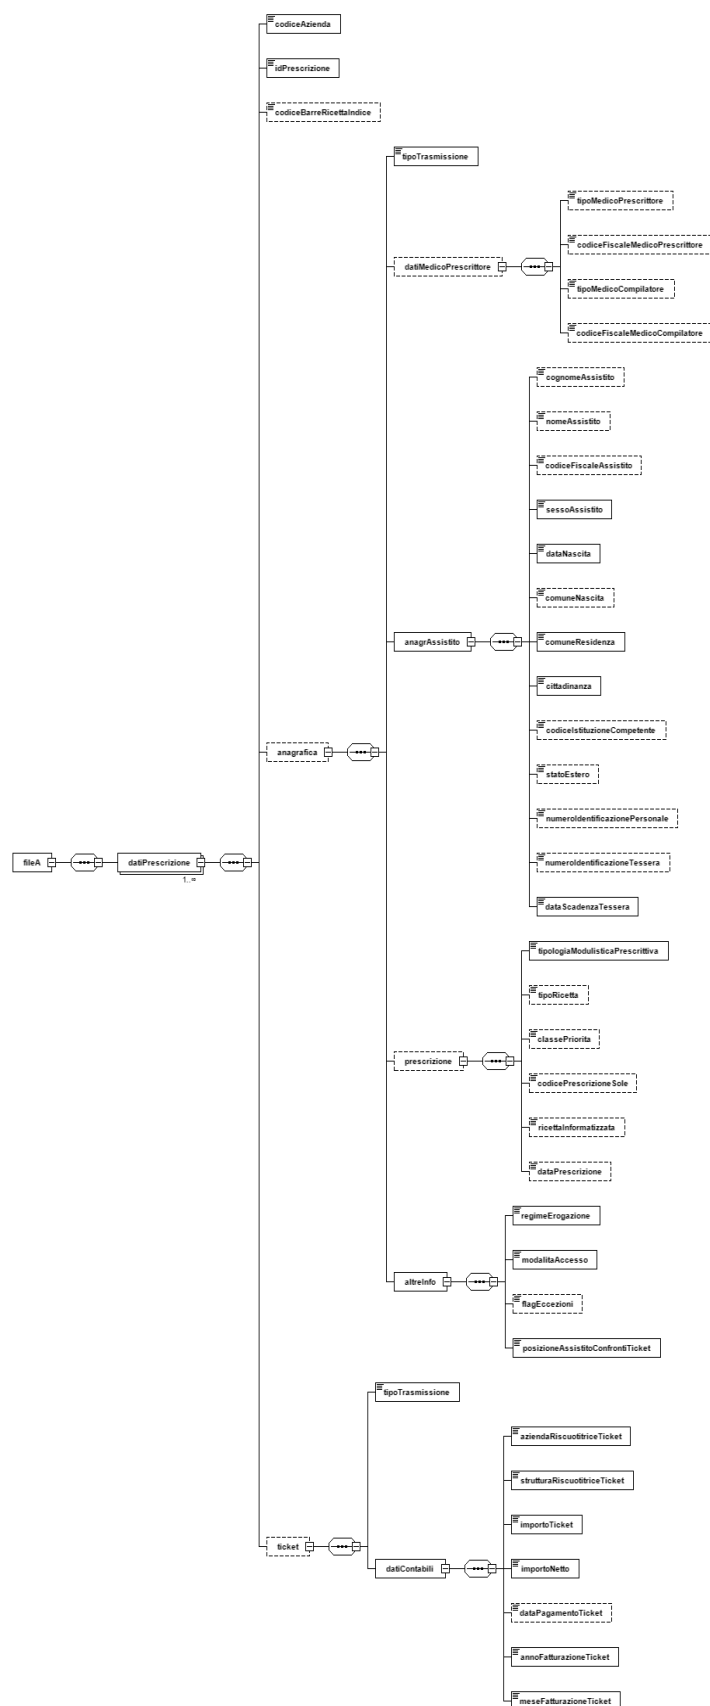 codiceAzienda
idPrescrizione
codiceBarreRicettaIndice
tipoTrasmissione
tipoMedicoPrescrittore
codiceFiscaleMedicoPrescrittore
datiMedicoPrescrittore
tipoMedicoCompilatore
codiceFiscaleMedicoCompilatore
cognomeAssistito
nomeAssistito
codiceFiscaleAssistito
sessoAssistito
dataNascita
comuneNascita
anagrAssistito
comuneResidenza
cittadinanza
codiceIstituzioneCompetente
anagrafica
statoEstero
numeroIdentificazionePersonale
fileA
datiPrescrizione
1..∞
numeroIdentificazioneTessera
dataScadenzaTessera
tipologiaModulisticaPrescrittiva
tipoRicetta
classePriorita
prescrizione
codicePrescrizioneSole
ricettaInformatizzata
dataPrescrizione
regimeErogazione
modalitaAccesso
altreInfo
flagEccezioni
posizioneAssistitoConfrontiTicket
tipoTrasmissione
aziendaRiscuotitriceTicket
strutturaRiscuotitriceTicket
importoTicket
ticket
datiContabili
importoNetto
dataPagamentoTicket
annoFatturazioneTicket
meseFatturazioneTicket